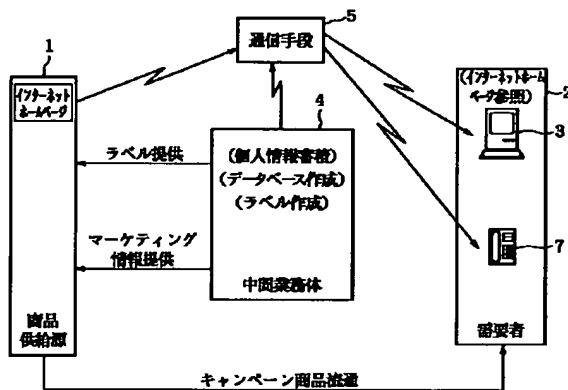 1
インターネット
ホームページ
商品
供給源
5
通信手段
4
(個人情報蓄積)
(データベース作成)
(ラベル作成)
中間業務体
ラベル提供
マーケティング
情報提供
(インターネットホーム
ページ参照)
2
3
7
需要者
キャンペーン商品流通